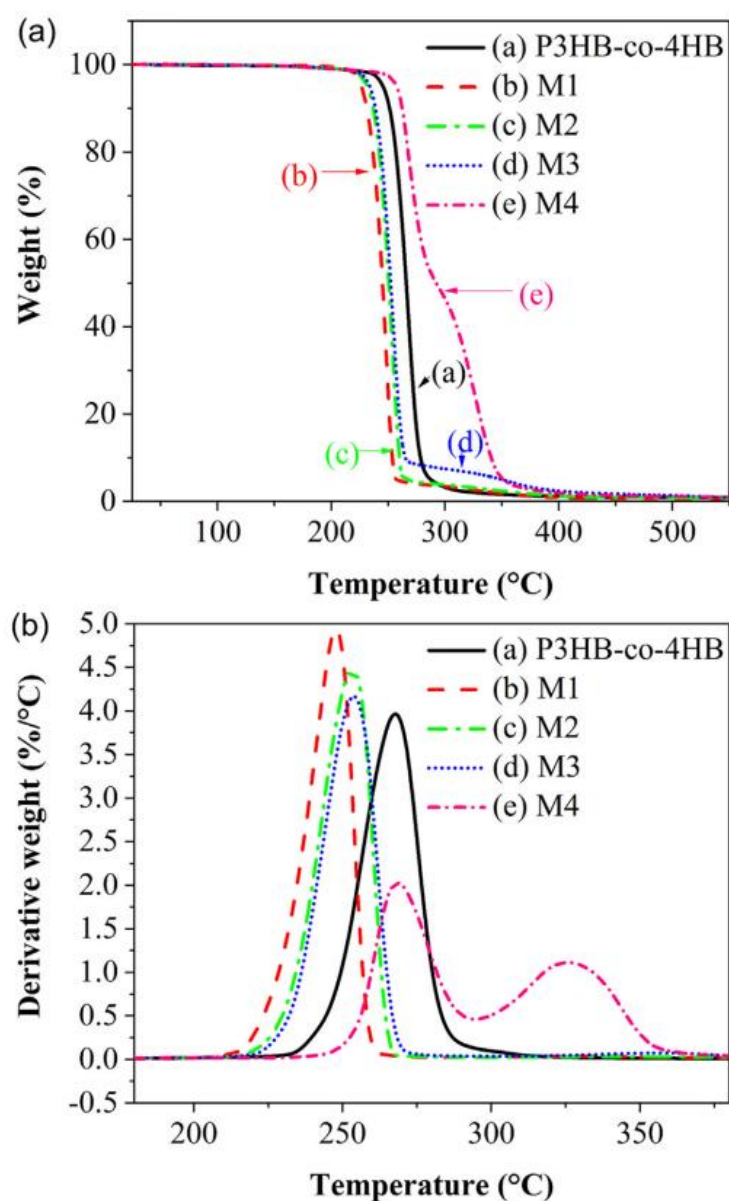 (a)
100
80
60
40
20
0
Weight (%)
(a) P3HB-co-4HB
(b) M1
(c) M2
(d) M3
(e) M4
(b)
(e)
(a)
(c)
(d)
100 200 300 400 500
Temperature (°C)
(b)
5.0
4.5
4.0
3.5
3.0
2.5
2.0
1.5
1.0
0.5
0.0
-0.5
Derivative weight (%/°C)
(a) P3HB-co-4HB
(b) M1
(c) M2
(d) M3
(e) M4
200 250 300 350
Temperature (°C)